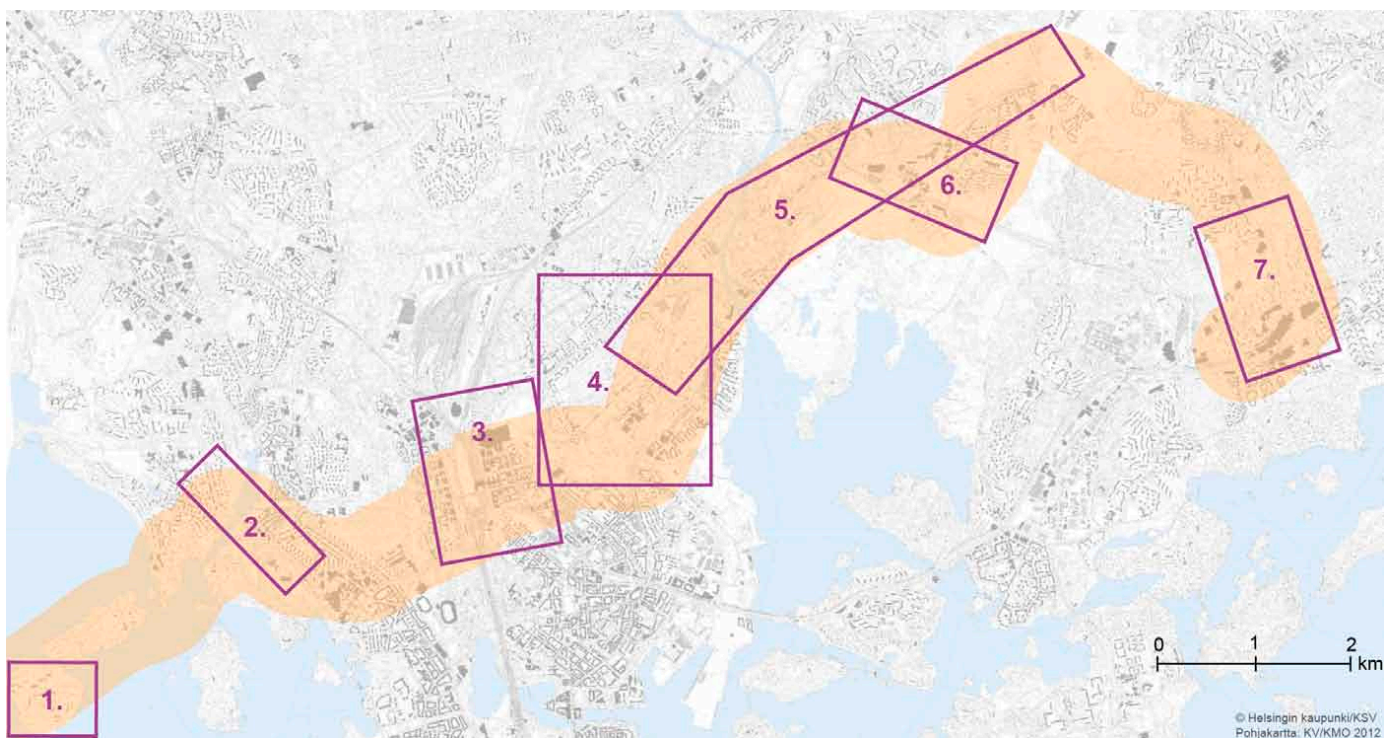 5.
6.
7.
4.
3.
2.
1.
0 1 2
km
© Helsingin kaupunki/KSV
Pohjakartta: KV/KMO 2012